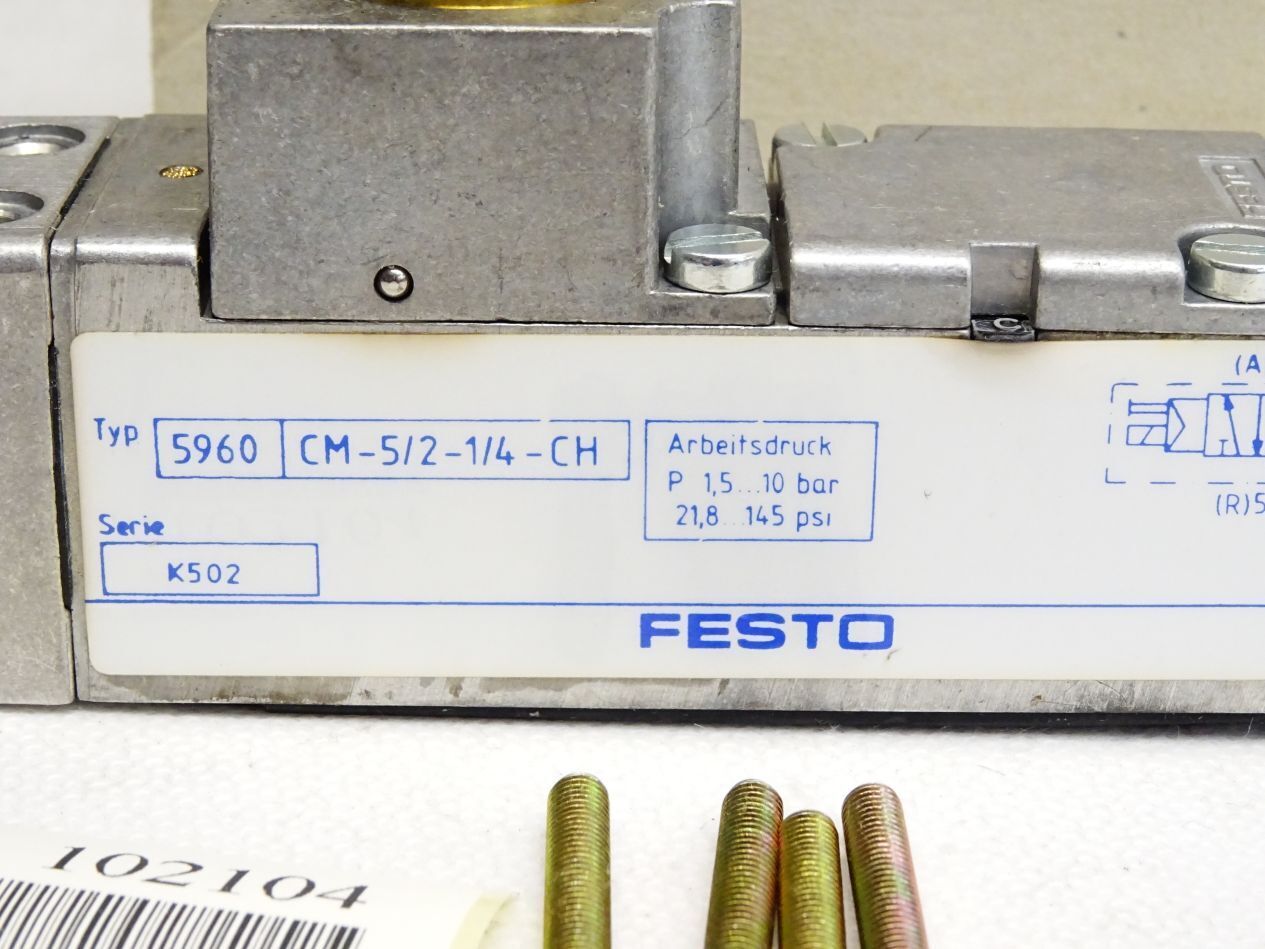 FESTO
C
Typ 5960 CM-5/2-1/4-CH
Serie
K502
Arbeitsdruck
P 1,5...10 bar
21,8...145 psi
(A
(R)5
FESTO
102104